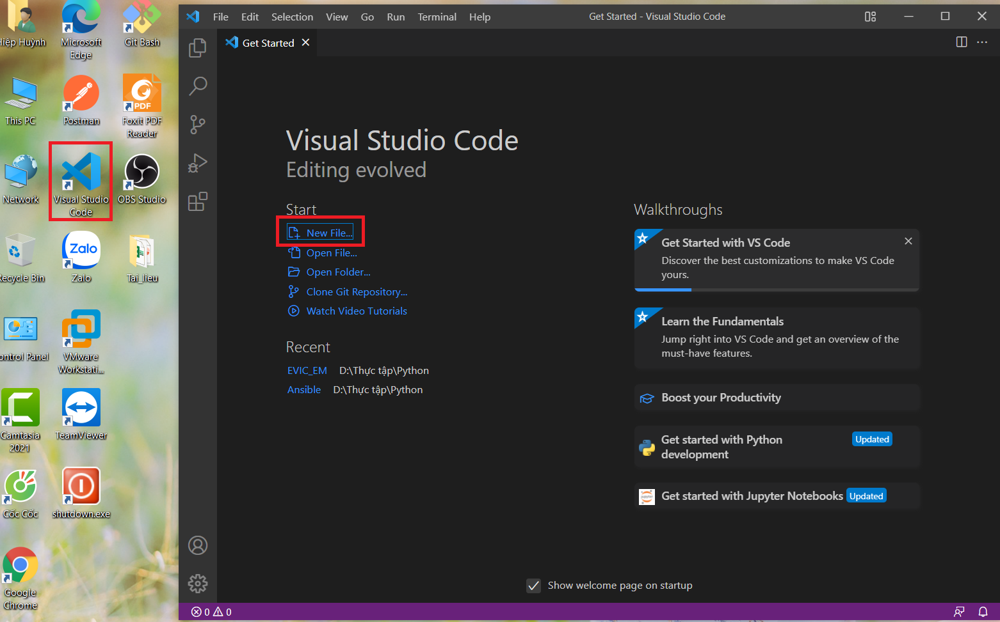 Hiệp Huỳnh
Microsoft
Edge
Git Bash
This PC
Postman
PDF
Foxit PDF
Reader
Network
Visual Studio
Code
OBS Studio
Recycle Bin
Zalo
Zalo
Tai_lieu
Control Panel
VMware
Workstati...
Camtasia
2021
TeamViewer
Cốc Cốc
shutdown.exe
Google
Chrome
File Edit Selection View Go Run Terminal Help
Get Started - Visual Studio Code
Get Started
Visual Studio Code
Editing evolved
Start
New File...
Open File...
Open Folder...
Clone Git Repository...
Watch Video Tutorials
Recent
EVIC_EM D:\Thực tập\Python
Ansible D:\Thực tập\Python
Walkthroughs
Get Started with VS Code
Discover the best customizations to make VS Code
yours.
Learn the Fundamentals
Jump right into VS Code and get an overview of the
must-have features.
Boost your Productivity
Get started with Python
development
Updated
jupyter
Get started with Jupyter Notebooks Updated
Show welcome page on startup
0 0